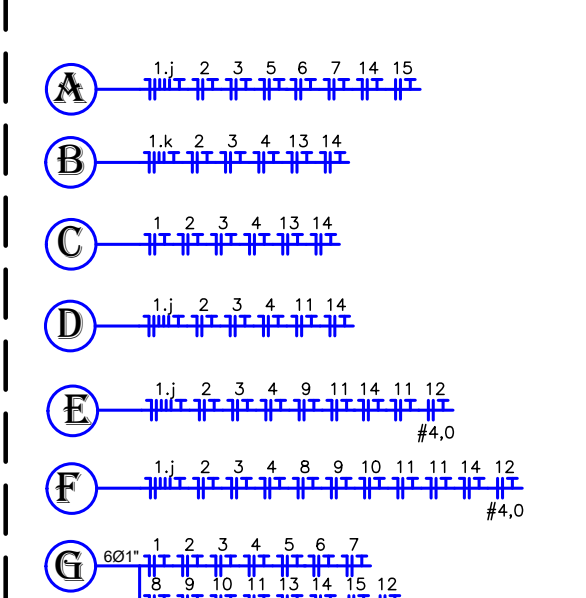 1.j 2 3 5 6 7 14 15
A
1.k 2 3 4 13 14
B
1 2 3 4 13 14
C
1.j 2 3 4 11 14
D
1.j 2 3 4 9 11 14 11 12
E
#4,0
1.j 2 3 4 8 9 10 11 11 14 12
F
#4,0
1 2 3 4 5 6 7
G 6Ø1"
8 9 10 11 13 14 15 12